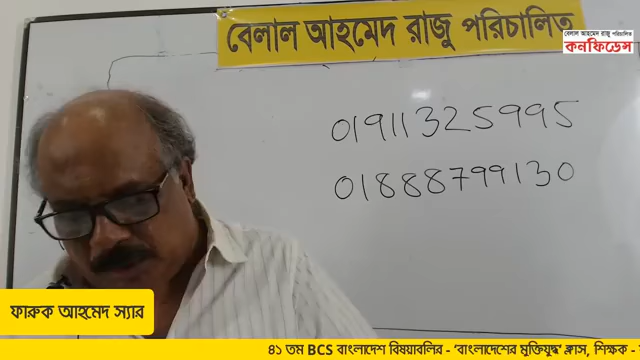 বেলাল আহমেদ রাজু পরিচালিত
বেলাল আহমেদ রাজু পরিচালিত
কনফিডেন্স
01911325995
01888799130
ফারুক আহমেদ স্যার
৪১ তম BCS বাংলাদেশ বিষয়াবলির - 'বাংলাদেশের মুক্তিযুদ্ধ' ক্লাস, শিক্ষক -